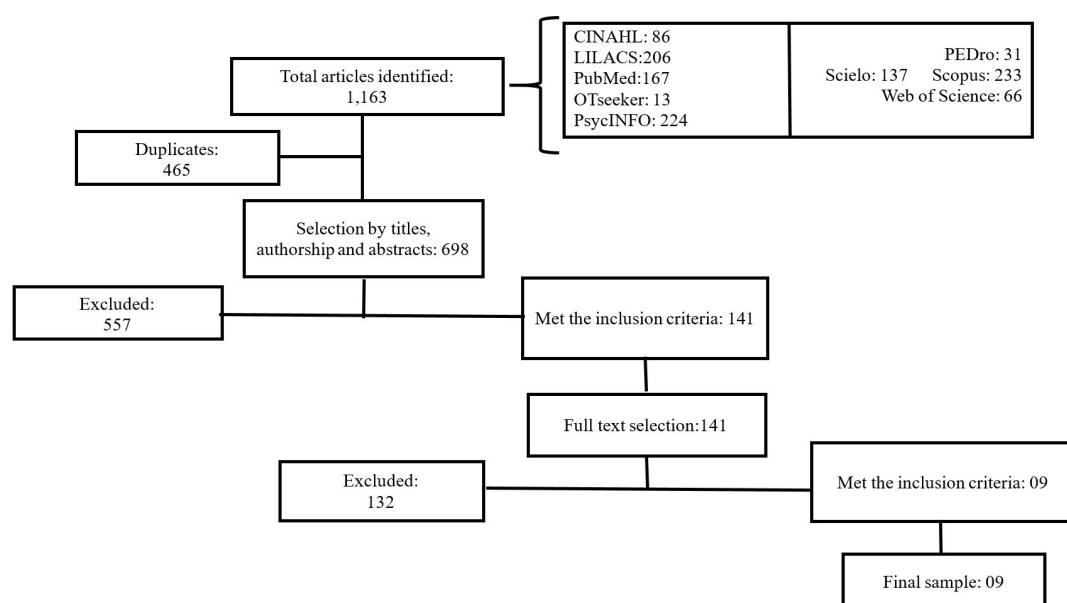 CINAHL: 86
LILACS:206
PubMed:167
OTseeker: 13
PsycINFO: 224
PEDro: 31
Scielo: 137 Scopus: 233
Web of Science: 66
Total articles identified:
1,163
Duplicates:
465
Selection by titles,
authorship and abstracts: 698
Excluded:
557
Met the inclusion criteria: 141
Full text selection:141
Excluded:
132
Met the inclusion criteria: 09
Final sample: 09